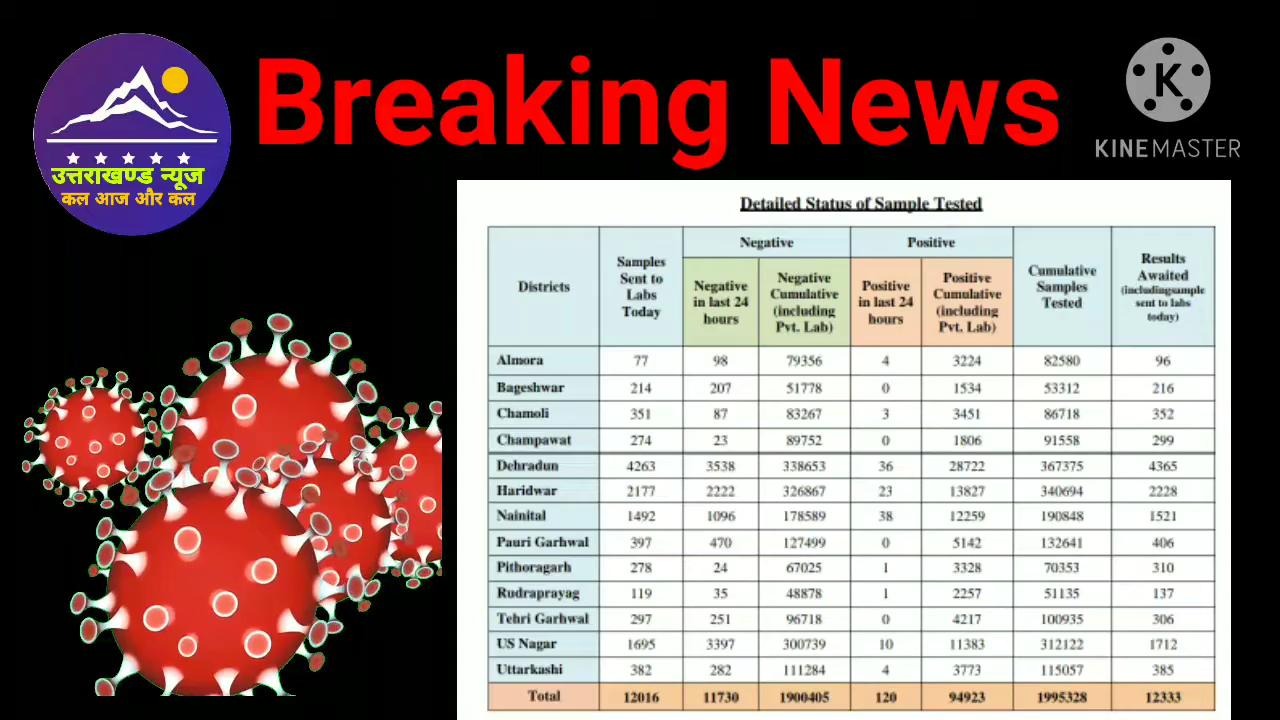 Breaking News
K
KINEMASTER
उत्तराखण्ड न्यूज
कल आज और कल
Detailed Status of Sample Tested
Districts
Samples
Sent to
Labs
Today
Negative
Negative
in last 24
hours
Negative
Cumulative
(including
Pvt. Lab)
Positive
Positive
in last 24
hours
Positive
Cumulative
(including
Pvt. Lab)
Cumulative
Samples
Tested
Results
Awaited
(includingsample
sent to labs
today)
Almora 77 98 79356 4 3224 82580 96
Bageshwar 214 207 51778 0 1534 53312 216
Chamoli 351 87 83267 3 3451 86718 352
Champawat 274 23 89752 0 1806 91558 299
Dehradun 4263 3538 338653 36 28722 367375 4365
Haridwar 2177 2222 326867 23 13827 340694 2228
Nainital 1492 1096 178589 38 12259 190848 1521
Pauri Garhwal 397 470 127499 0 5142 132641 406
Pithoragarh 278 24 67025 1 3328 70353 310
Rudraprayag 119 35 48878 1 2257 51135 137
Tehri Garhwal 297 251 96718 0 4217 100935 306
US Nagar 1695 3397 300739 10 11383 312122 1712
Uttarkashi 382 282 111284 4 3773 115057 385
Total 12016 11730 1900405 120 94923 1995328 12333